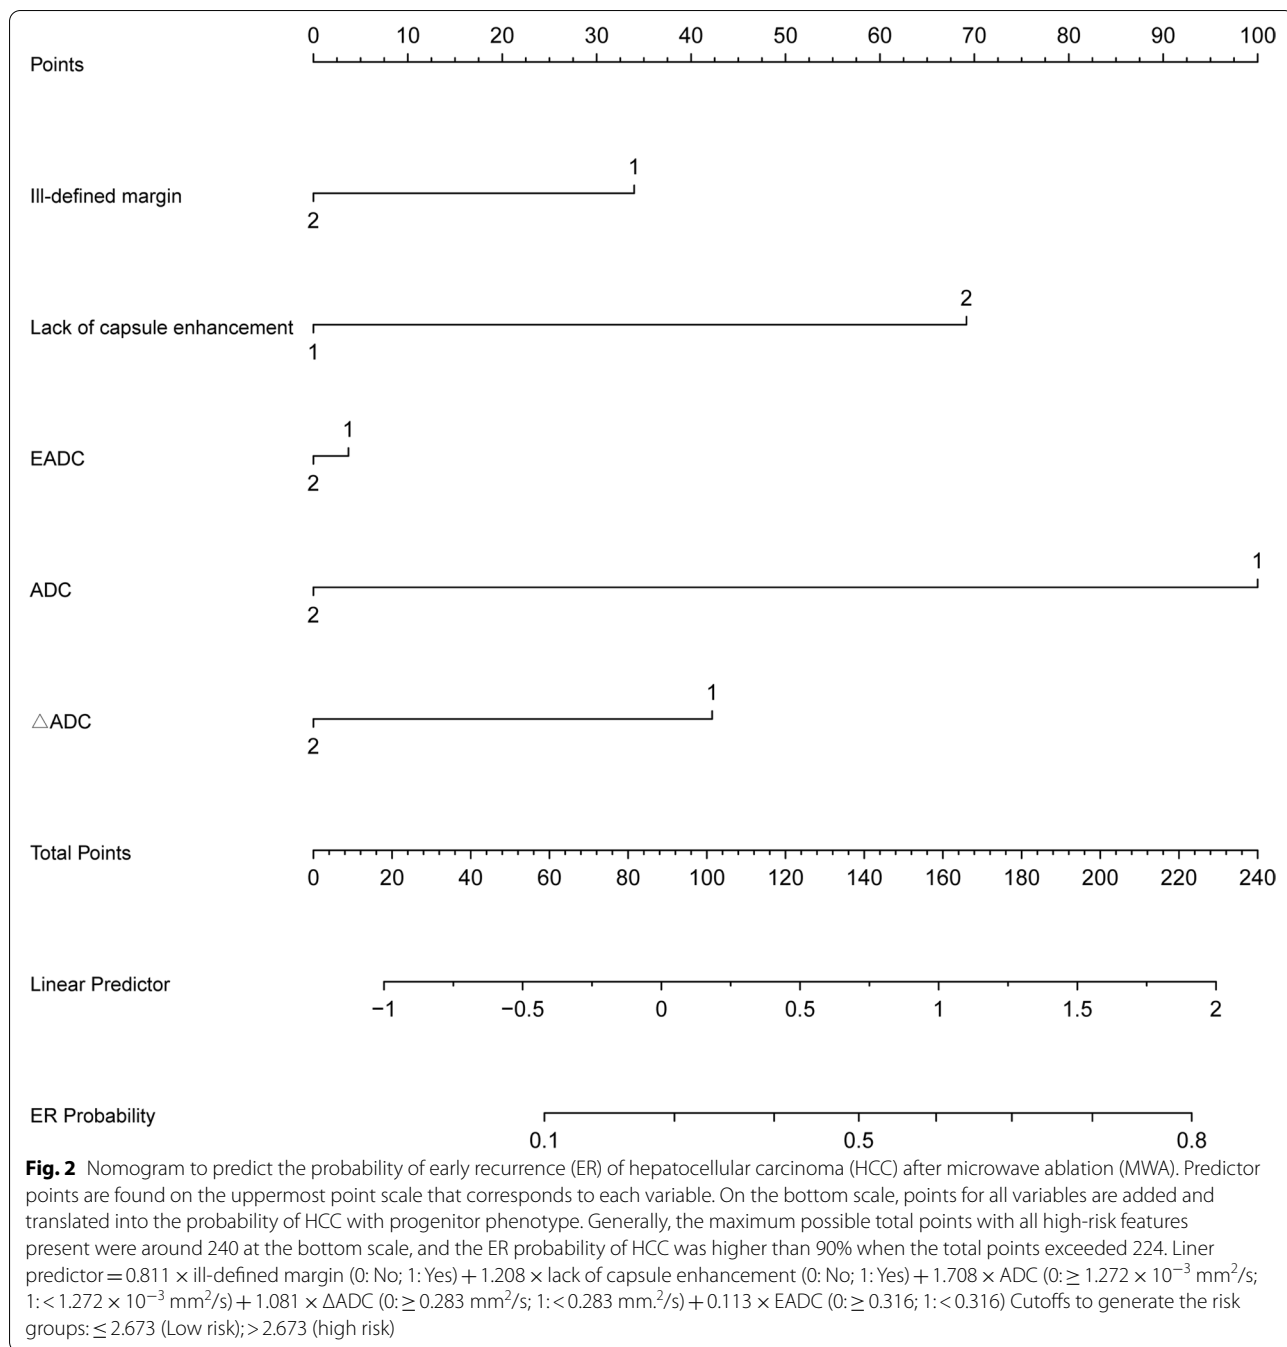 0 10 20 30 40 50 60 70 80 90 100
Points
1
Ill-defined margin
2
2
Lack of capsule enhancement
1
1
EADC
2
1
ADC
2
1
△ADC
2
Total Points
0 20 40 60 80 100 120 140 160 180 200 220 240
Linear Predictor
−1 −0.5 0 0.5 1 1.5 2
ER Probability
0.1 0.5 0.8
Fig. 2 Nomogram to predict the probability of early recurrence (ER) of hepatocellular carcinoma (HCC) after microwave ablation (MWA). Predictor
points are found on the uppermost point scale that corresponds to each variable. On the bottom scale, points for all variables are added and
translated into the probability of HCC with progenitor phenotype. Generally, the maximum possible total points with all high-risk features
present were around 240 at the bottom scale, and the ER probability of HCC was higher than 90% when the total points exceeded 224. Liner
predictor = 0.811 × ill-defined margin (0: No; 1: Yes) + 1.208 × lack of capsule enhancement (0: No; 1: Yes) + 1.708 × ADC (0: ≥ 1.272 × 10⁻³ mm²/s;
1: < 1.272 × 10⁻³ mm²/s) + 1.081 × ΔADC (0: ≥ 0.283 mm²/s; 1: < 0.283 mm.²/s) + 0.113 × EADC (0: ≥ 0.316; 1: < 0.316) Cutoffs to generate the risk
groups: ≤ 2.673 (Low risk); > 2.673 (high risk)